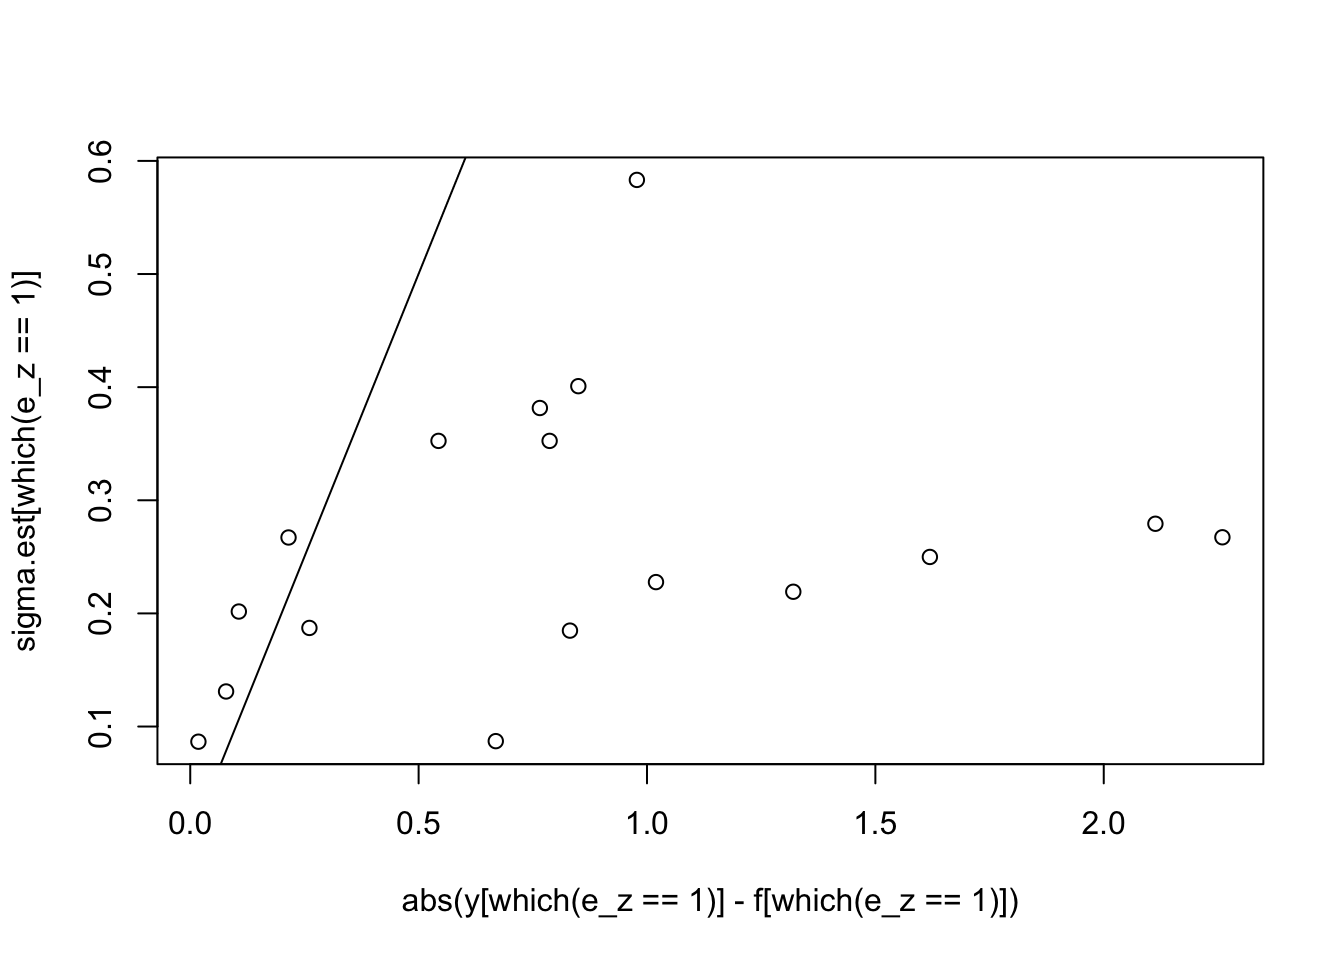 sigma.est[which(e_z == 1)]
0.6
0.5
0.4
0.3
0.2
0.1
0.0 0.5 1.0 1.5 2.0
abs(y[which(e_z == 1)] - f[which(e_z == 1)])